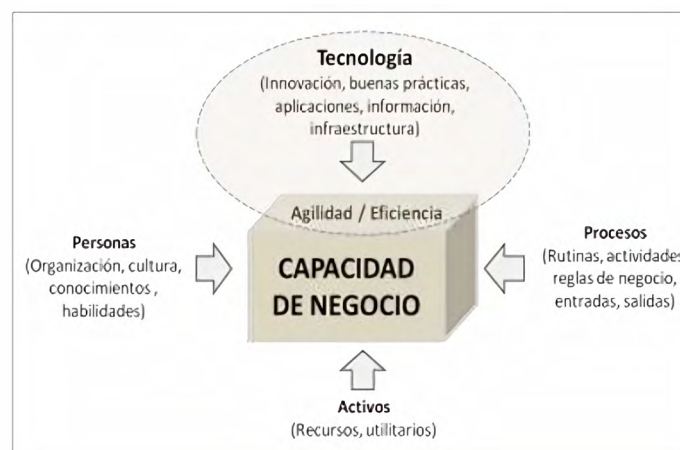 Tecnología
(Innovación, buenas prácticas,
aplicaciones, información,
infraestructura)
Agilidad / Eficiencia
Personas
(Organización, cultura,
conocimientos ,
habilidades)
CAPACIDAD
DE NEGOCIO
Procesos
(Rutinas, actividades
reglas de negocio,
entradas, salidas)
Activos
(Recursos, utilitarios)